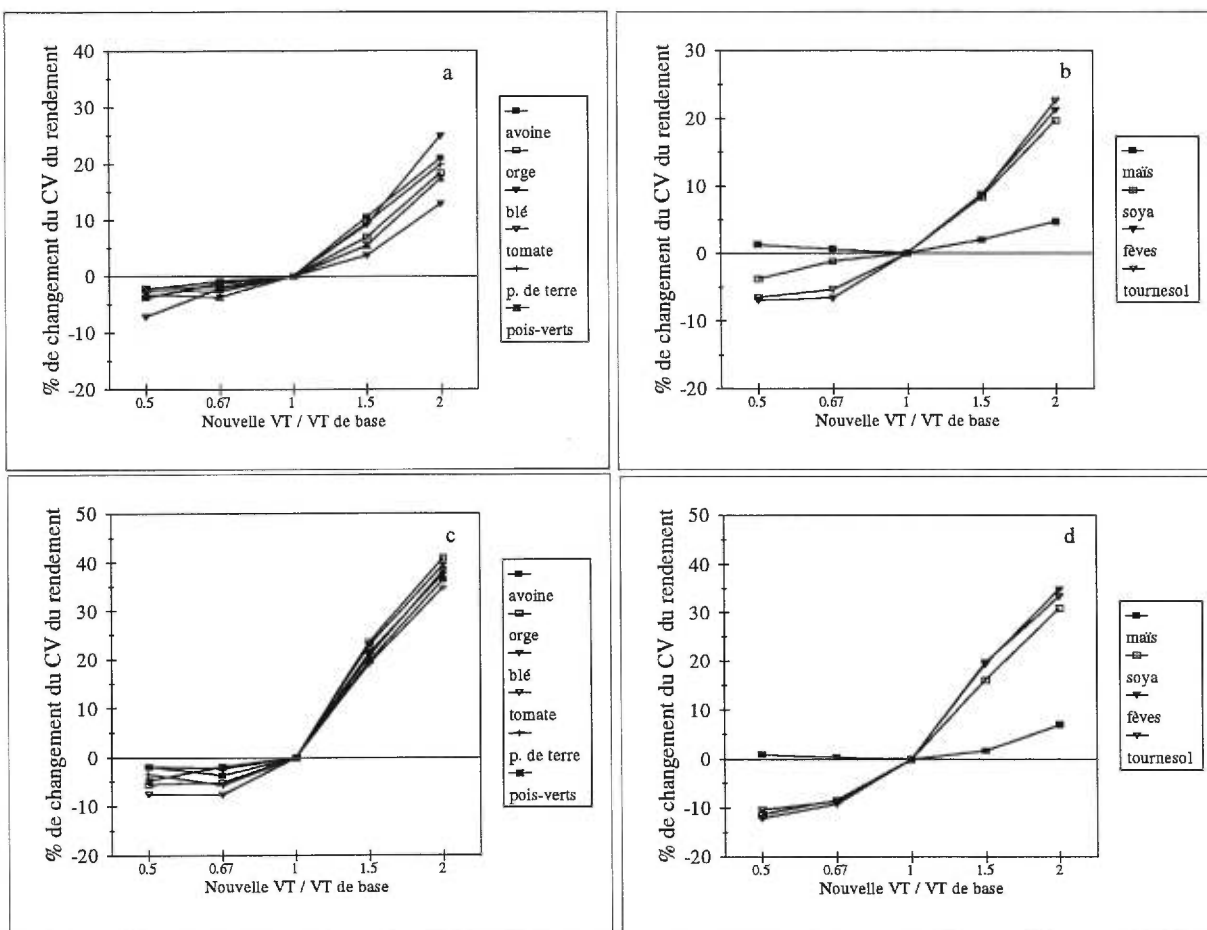 % de changement du CV du rendement
40
30
20
10
0
-10
-20
a
0.5 0.67 1 1.5 2
Nouvelle VT / VT de base
avoine
orge
blé
tomate
p. de terre
pois-verts
% de changement du CV du rendement
30
20
10
0
-10
-20
b
0.5 0.67 1 1.5 2
Nouvelle VT / VT de base
maïs
soya
fèves
tournesol
% de changement du CV du rendement
50
40
30
20
10
0
-10
-20
c
0.5 0.67 1 1.5 2
Nouvelle VT / VT de base
avoine
orge
blé
tomate
p. de terre
pois-verts
% de changement du CV du rendement
50
40
30
20
10
0
-10
-20
d
0.5 0.67 1 1.5 2
Nouvelle VT / VT de base
maïs
soya
fèves
tournesol